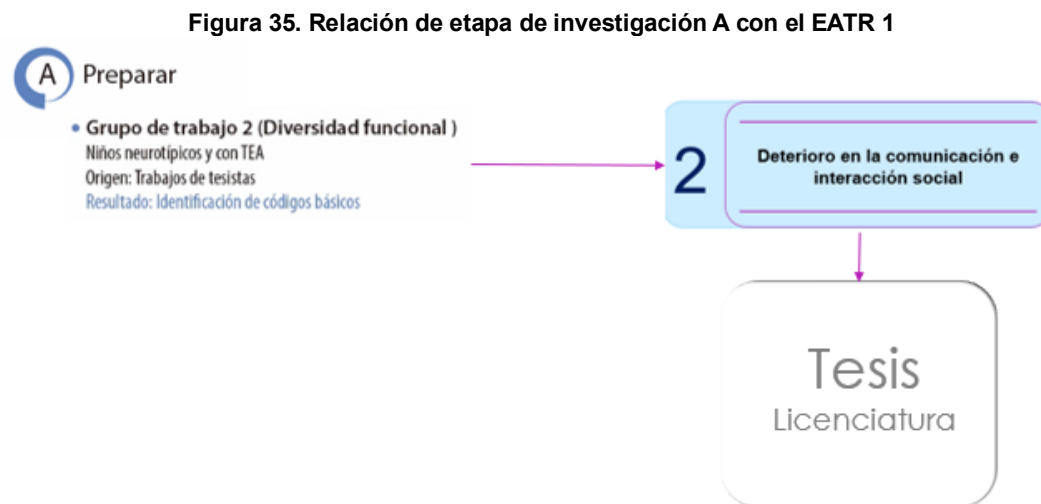 Figura 35. Relación de etapa de investigación A con el EATR 1
A Preparar
• Grupo de trabajo 2 (Diversidad funcional )
Niños neurotípicos y con TEA
Origen: Trabajos de tesistas
Resultado: Identificación de códigos básicos
2
Deterioro en la comunicación e
interacción social
Tesis
Licenciatura